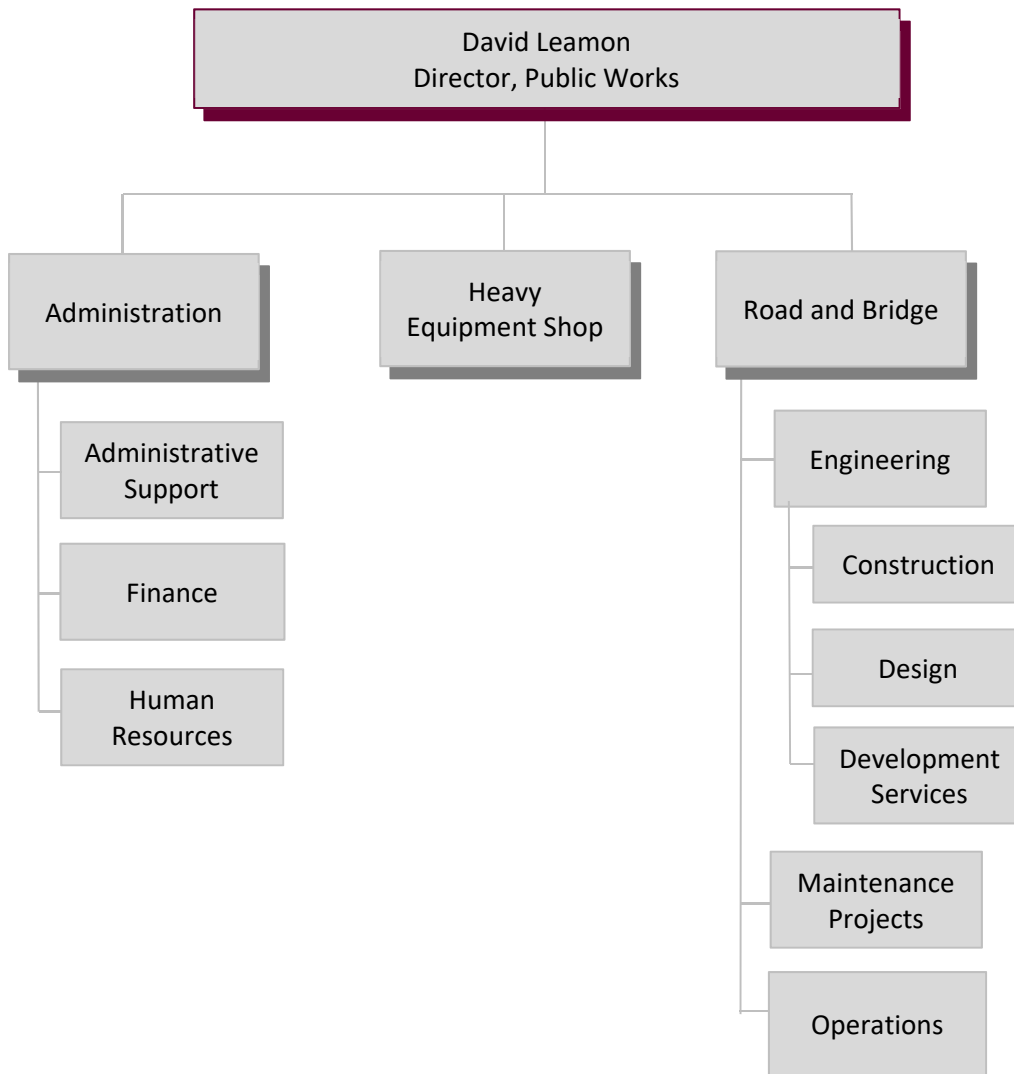 David Leamon
Director, Public Works
Administration
Heavy
Equipment Shop
Road and Bridge
Administrative
Support
Finance
Human
Resources
Engineering
Construction
Design
Development
Services
Maintenance
Projects
Operations